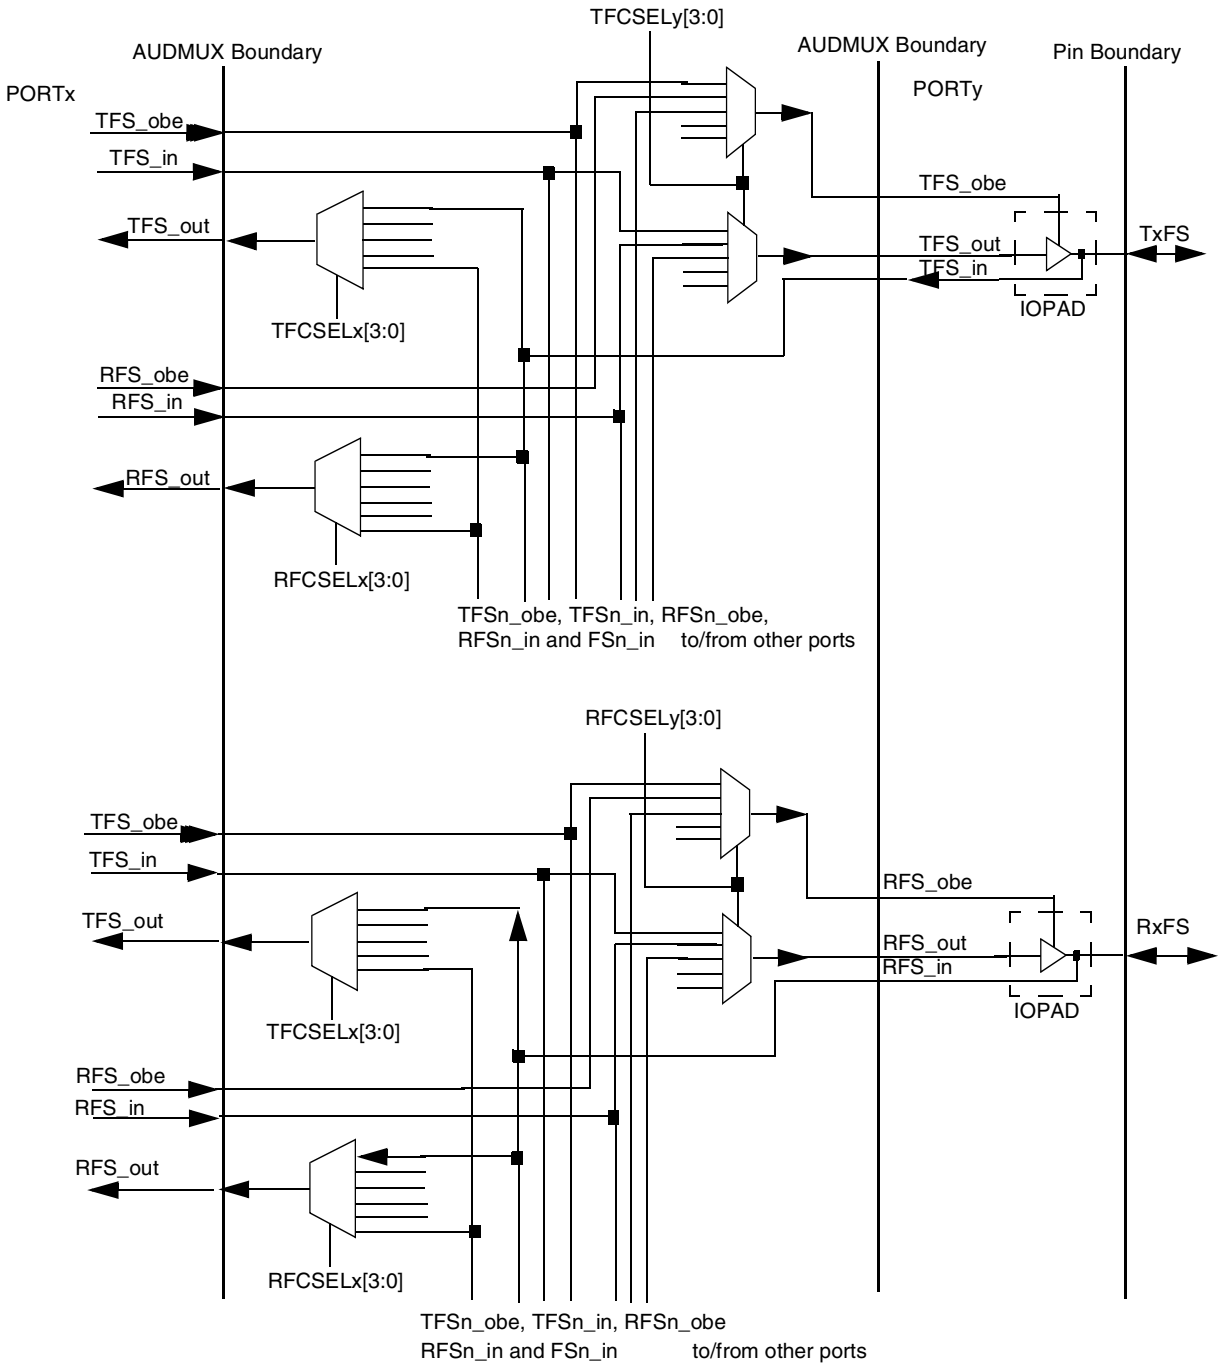 TFCSELy[3:0]
AUDMUX Boundary
AUDMUX Boundary
Pin Boundary
PORTx
PORTy
TFS_obe
TFS_in
TFS_obe
TFS_out
TFS_out
TxFS
TFS_in
IOPAD
TFCSELx[3:0]
RFS_obe
RFS_in
RFS_out
RFCSELx[3:0]
TFSn_obe, TFSn_in, RFSn_obe,
RFSn_in and FSn_in to/from other ports
RFCSELy[3:0]
TFS_obe
TFS_in
RFS_obe
TFS_out
RFS_out
RxFS
RFS_in
IOPAD
TFCSELx[3:0]
RFS_obe
RFS_in
RFS_out
RFCSELx[3:0]
TFSn_obe, TFSn_in, RFSn_obe
RFSn_in and FSn_in to/from other ports